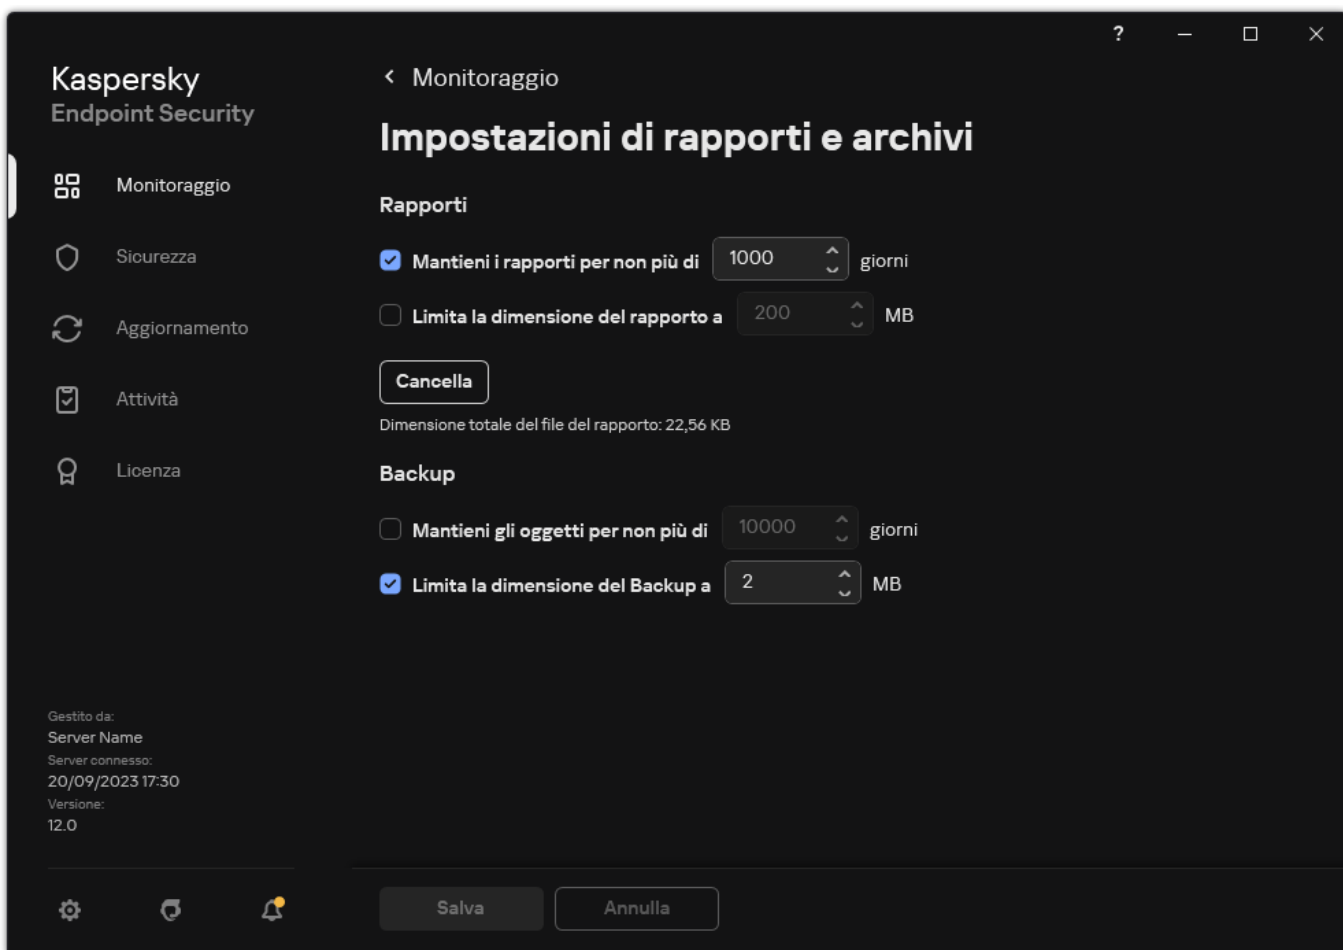 ?
Kaspersky
Endpoint Security
Monitoraggio
Sicurezza
Aggiornamento
Attività
Licenza
Gestito da:
Server Name
Server connesso:
20/09/2023 17:30
Versione:
12.0
Monitoraggio
Impostazioni di rapporti e archivi
Rapporti
Mantieni i rapporti per non più di 1000 giorni
Limita la dimensione del rapporto a 200 MB
Cancella
Dimensione totale del file del rapporto: 22,56 KB
Backup
Mantieni gli oggetti per non più di 10000 giorni
Limita la dimensione del Backup a 2 MB
Salva Annulla